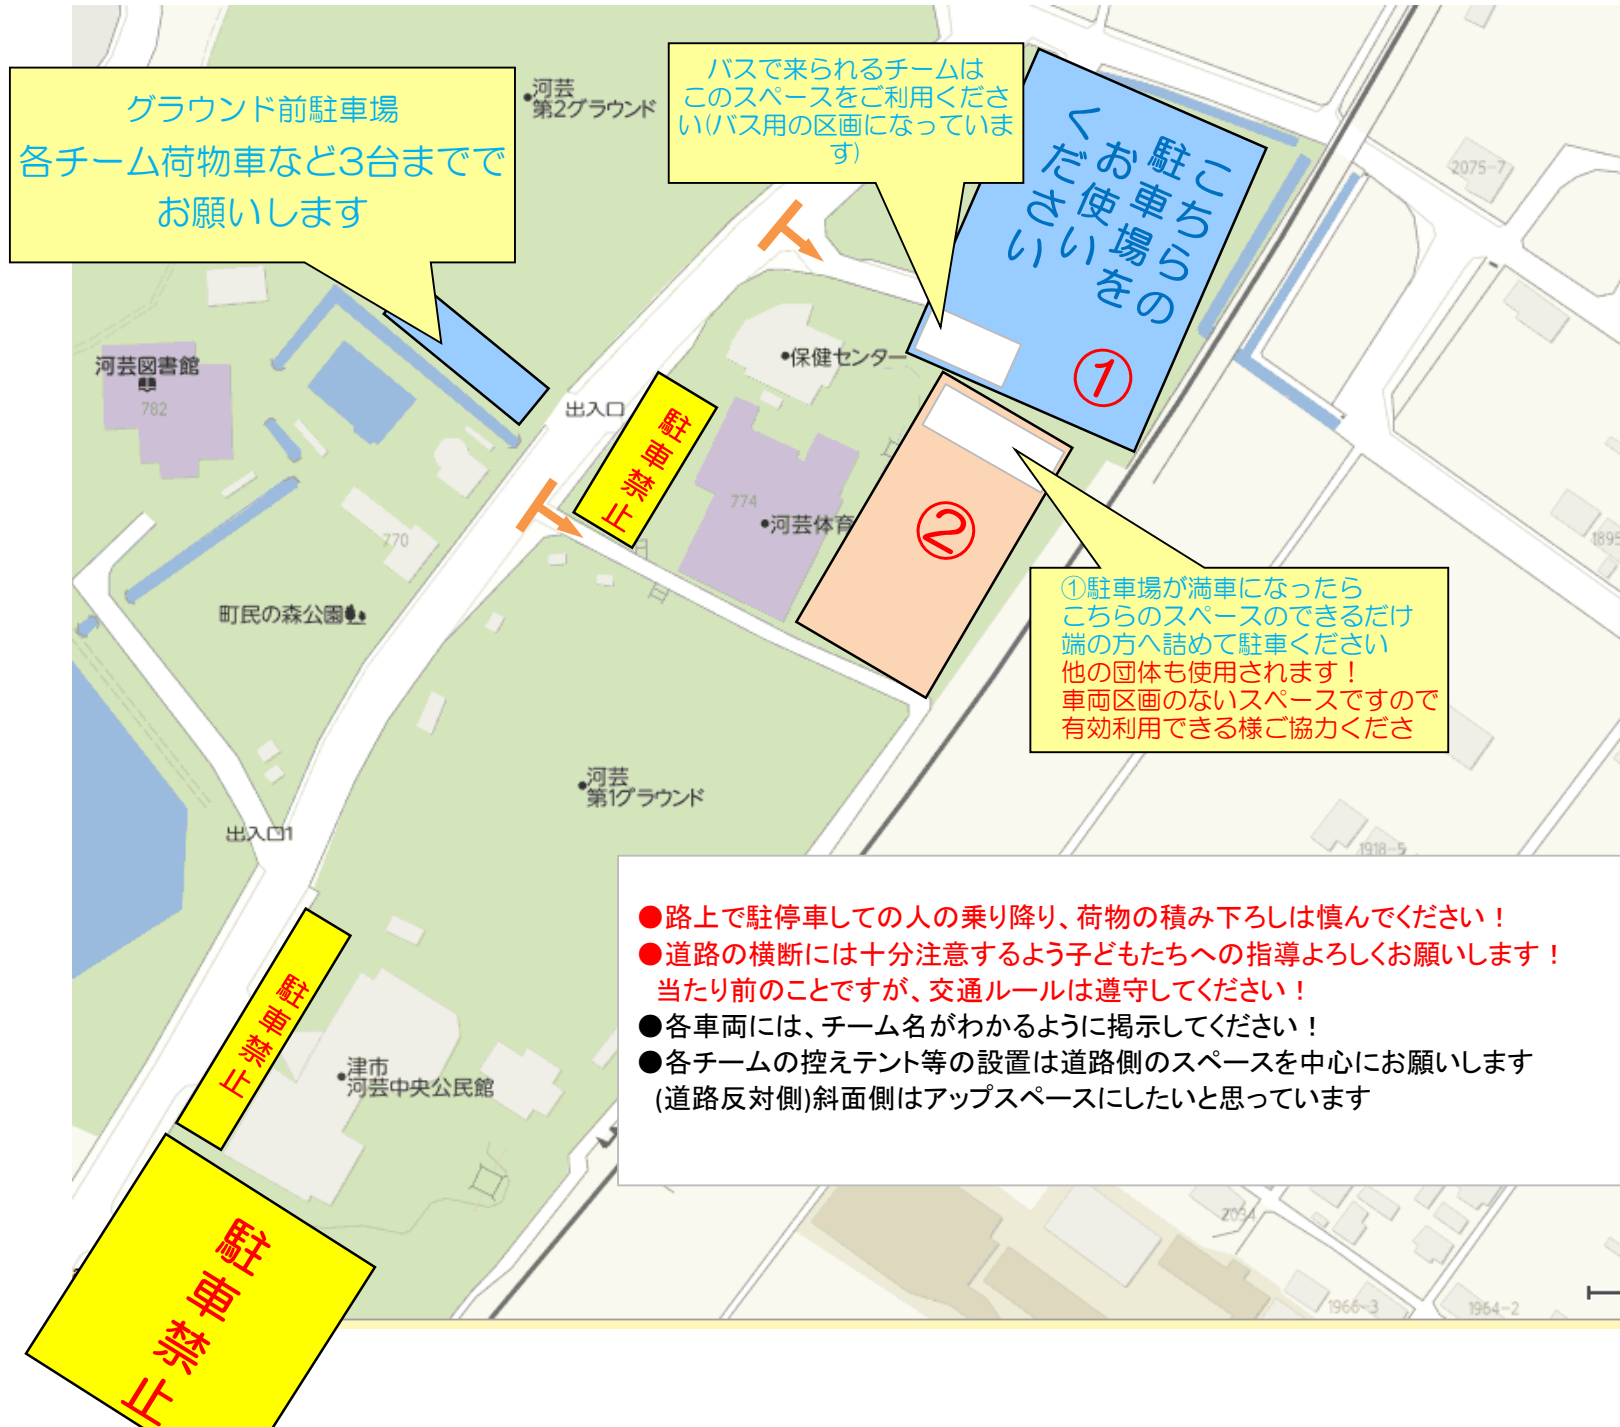 グラウンド前駐車場
各チーム荷物車など3台までで
お願いします
河芸
第2グラウンド
バスで来られるチームは
このスペースをご利用くださ
い(バス用の区画になっていま
す)
こちらの
駐車場を
お使い
ください
①
2075-7
河芸図書館
782
保健センター
出入口
駐車禁止
774
河芸体育
②
770
町民の森公園
1895
①駐車場が満車になったら
こちらのスペースのできるだけ
端の方へ詰めて駐車ください
他の団体も使用されます！
車両区画のないスペースですので
有効利用できる様ご協力くださ
河芸
第1グラウンド
出入口1
1918-5
●路上で駐停車しての人の乗り降り、荷物の積み下ろしは慎んでください！
●道路の横断には十分注意するよう子どもたちへの指導よろしくお願いします！
当たり前のことですが、交通ルールは遵守してください！
●各車両には、チーム名がわかるように掲示してください！
●各チームの控えテント等の設置は道路側のスペースを中心にお願いします
(道路反対側)斜面側はアップスペースにしたいと思っています
駐車禁止
津市
河芸中央公民館
駐車禁止
2034
1966-3
1964-2